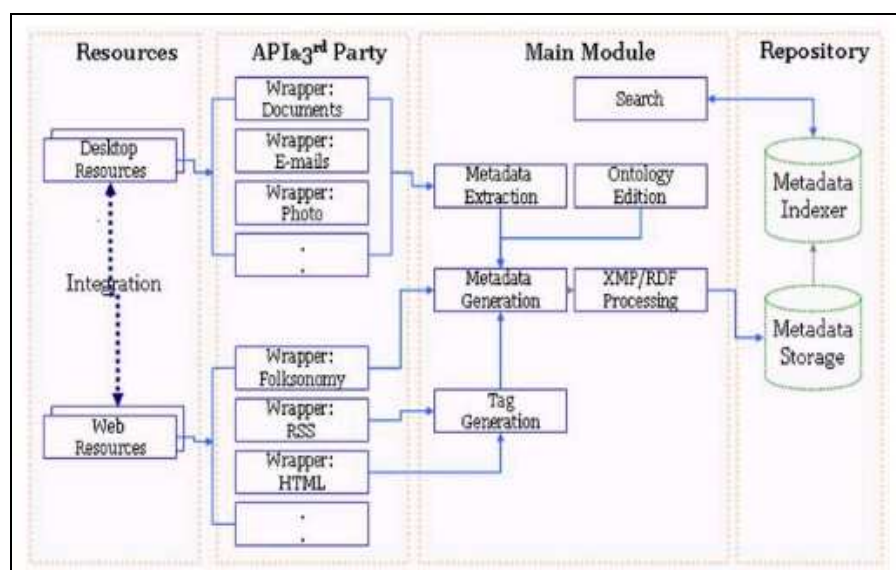 Resources
API&3rd Party
Main Module
Repository
Wrapper:
Documents
Search
Desktop
Resources
Wrapper:
E-mails
Metadata
Extraction
Ontology
Edition
Metadata
Indexer
Wrapper:
Photo
:
Integration
Metadata
Generation
XMP/RDF
Processing
Metadata
Storage
Wrapper:
Folksonomy
Web
Resources
Wrapper:
RSS
Tag
Generation
Wrapper:
HTML
: